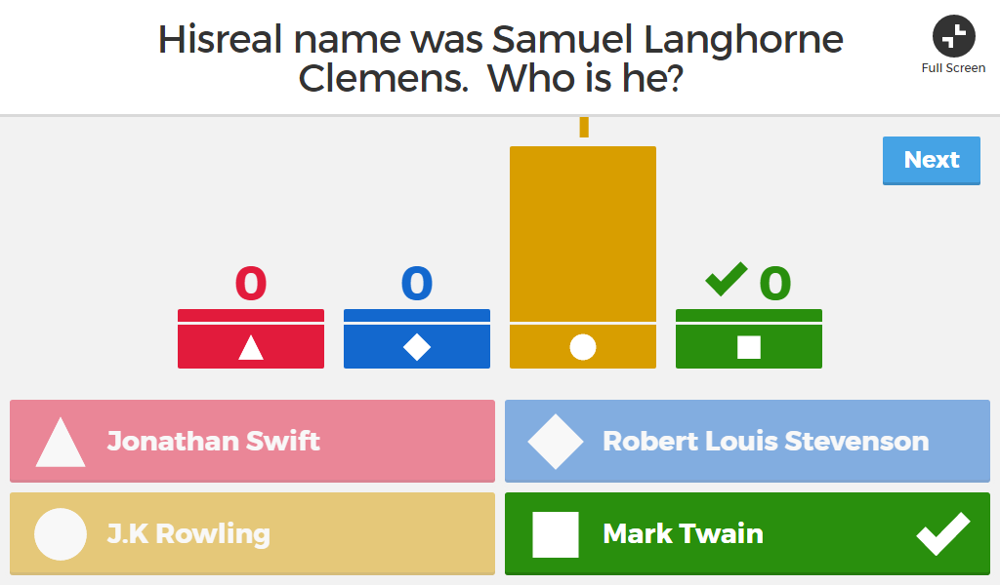 Hisreal name was Samuel Langhorne
Clemens. Who is he?
Full Screen
Next
0
0
0
Jonathan Swift
Robert Louis Stevenson
J.K Rowling
Mark Twain